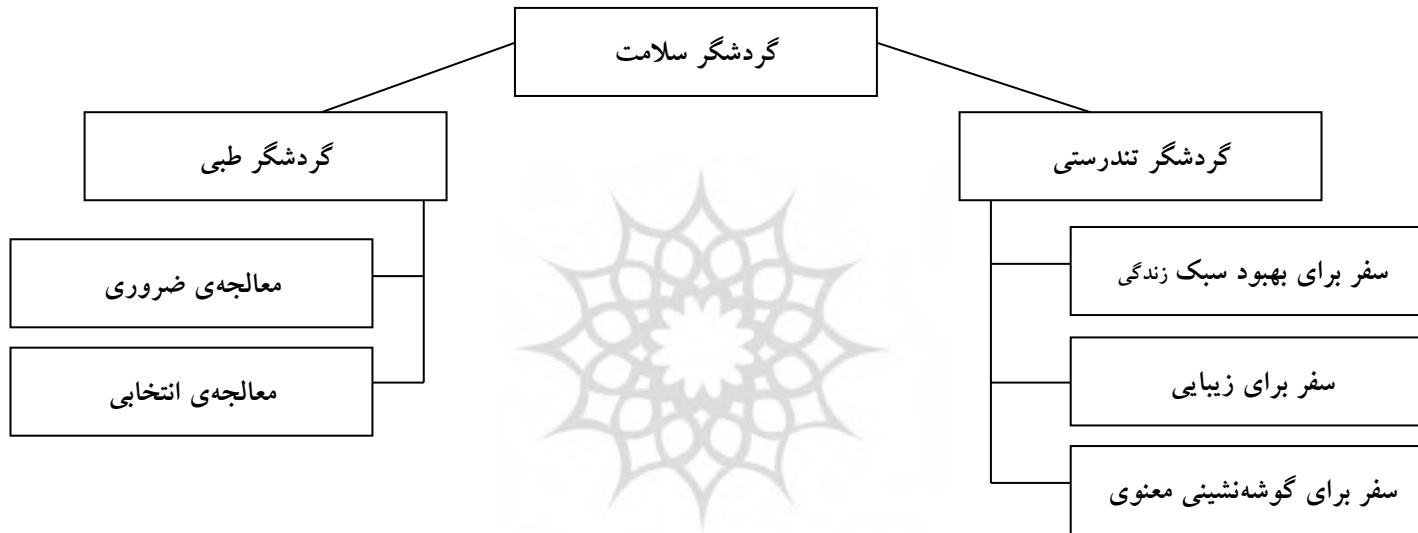 گردشگر سلامت
گردشگر تندرستی
سفر برای بهبود سبک زندگی
سفر برای زیبایی
سفر برای گوشه‌نشینی معنوی
گردشگر طبی
معالجه‌ی ضروری
معالجه‌ی انتخابی